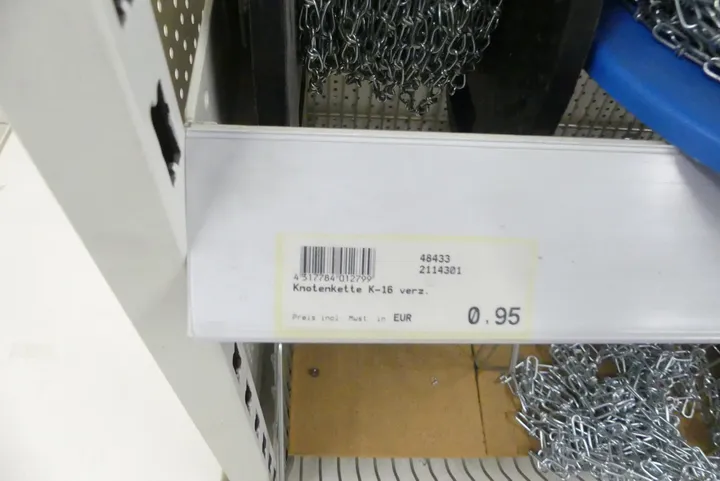 48433
4 317784 012799 2114301
Knotenkette K-16 verz.
Preis incl. Mwst. in EUR 0.95